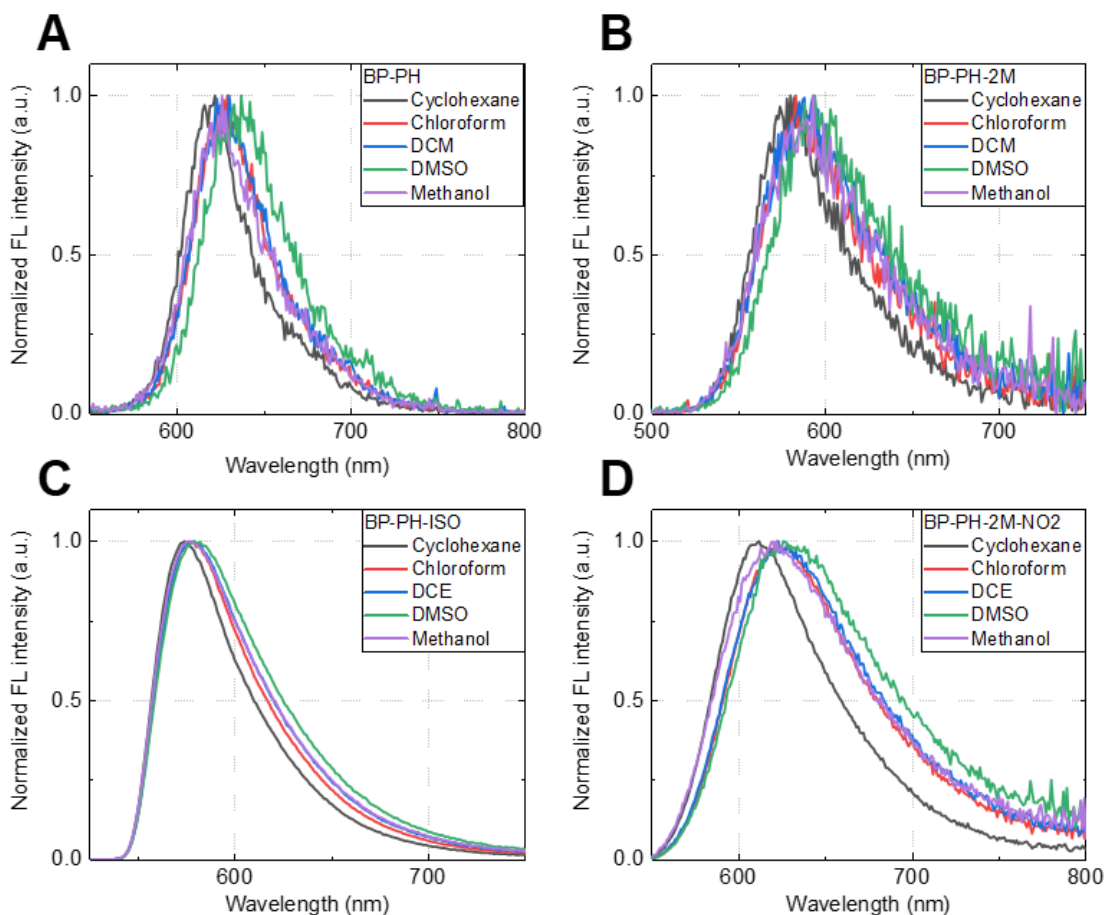 A
BP-PH
Cyclohexane
Chloroform
DCM
DMSO
Methanol
Normalized FL intensity (a.u.)
1.0
0.5
0.0
600
700
800
Wavelength (nm)
B
BP-PH-2M
Cyclohexane
Chloroform
DCM
DMSO
Methanol
Normalized FL intensity (a.u.)
1.0
0.5
0.0
500
600
700
Wavelength (nm)
C
BP-PH-ISO
Cyclohexane
Chloroform
DCE
DMSO
Methanol
Normalized FL intensity (a.u.)
1.0
0.5
0.0
600
700
Wavelength (nm)
D
BP-PH-2M-NO2
Cyclohexane
Chloroform
DCE
DMSO
Methanol
Normalized FL intensity (a.u.)
1.0
0.5
0.0
600
700
800
Wavelength (nm)